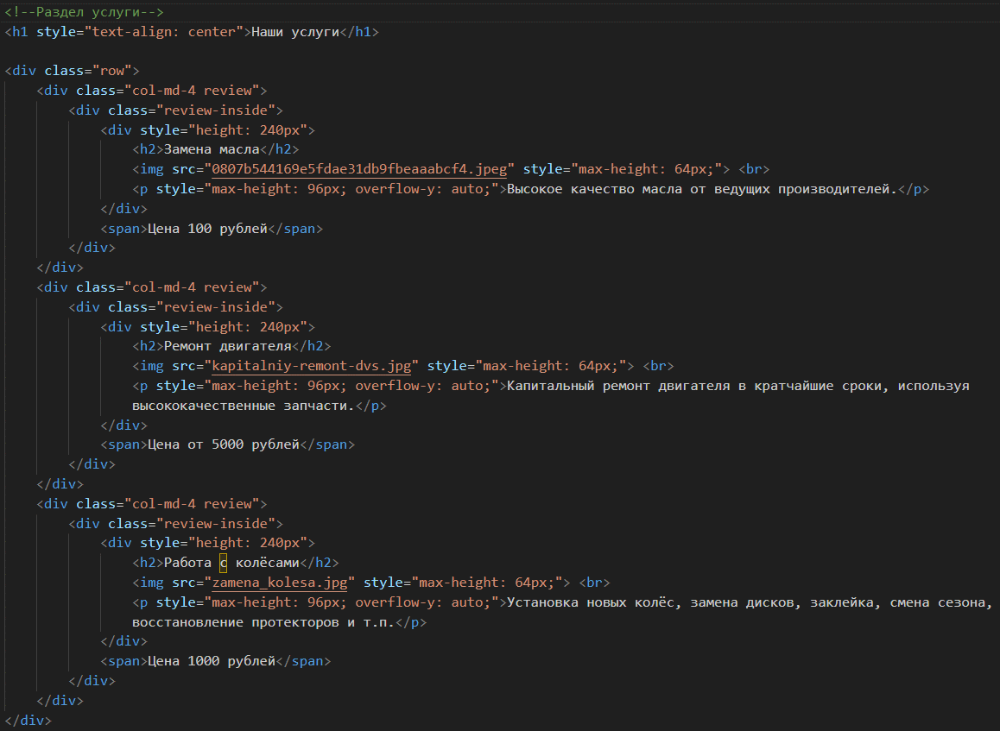 <!--Раздел услуги-->
<h1 style="text-align: center">Наши услуги</h1>
<div class="row">
<div class="col-md-4 review">
<div class="review-inside">
<div style="height: 240px">
<h2>Замена масла</h2>
<img src="0807b544169e5fdae31db9fbeaaabcf4.jpeg" style="max-height: 64px;"> <br>
<p style="max-height: 96px; overflow-y: auto;">Высокое качество масла от ведущих производителей.</p>
</div>
<span>Цена 100 рублей</span>
</div>
</div>
<div class="col-md-4 review">
<div class="review-inside">
<div style="height: 240px">
<h2>Ремонт двигателя</h2>
<img src="kapitalniy-remont-dvs.jpg" style="max-height: 64px;"> <br>
<p style="max-height: 96px; overflow-y: auto;">Капитальный ремонт двигателя в кратчайшие сроки, используя
высококачественные запчасти.</p>
</div>
<span>Цена от 5000 рублей</span>
</div>
</div>
<div class="col-md-4 review">
<div class="review-inside">
<div style="height: 240px">
<h2>Работа с колёсами</h2>
<img src="zamena_kolesa.jpg" style="max-height: 64px;"> <br>
<p style="max-height: 96px; overflow-y: auto;">Установка новых колёс, замена дисков, заклейка, смена сезона,
восстановление протекторов и т.п.</p>
</div>
<span>Цена 1000 рублей</span>
</div>
</div>
</div>